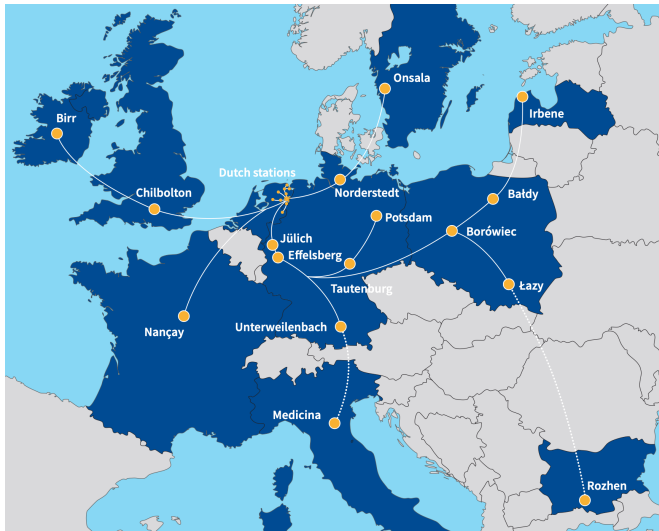 Onsala
Birr
Irbene
Dutch stations
Chilbolton
Norderstedt
Bałdy
Potsdam
Jülich
Borówiec
Effelsberg
Tautenburg
Łazy
Nançay
Unterweilenbach
Medicina
Rozhen